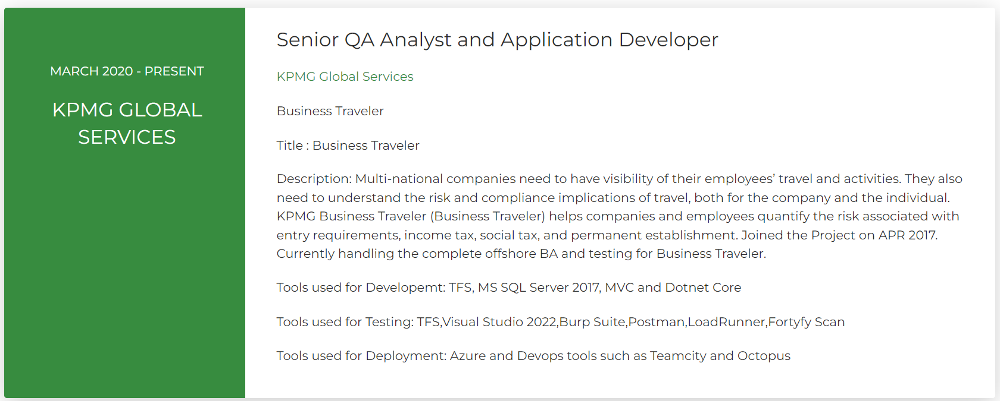 MARCH 2020 - PRESENT
KPMG GLOBAL
SERVICES
Senior QA Analyst and Application Developer
KPMG Global Services
Business Traveler
Title : Business Traveler
Description: Multi-national companies need to have visibility of their employees’ travel and activities. They also
need to understand the risk and compliance implications of travel, both for the company and the individual.
KPMG Business Traveler (Business Traveler) helps companies and employees quantify the risk associated with
entry requirements, income tax, social tax, and permanent establishment. Joined the Project on APR 2017.
Currently handling the complete offshore BA and testing for Business Traveler.
Tools used for Developemt: TFS, MS SQL Server 2017, MVC and Dotnet Core
Tools used for Testing: TFS,Visual Studio 2022,Burp Suite,Postman,LoadRunner,Fortyfy Scan
Tools used for Deployment: Azure and Devops tools such as Teamcity and Octopus